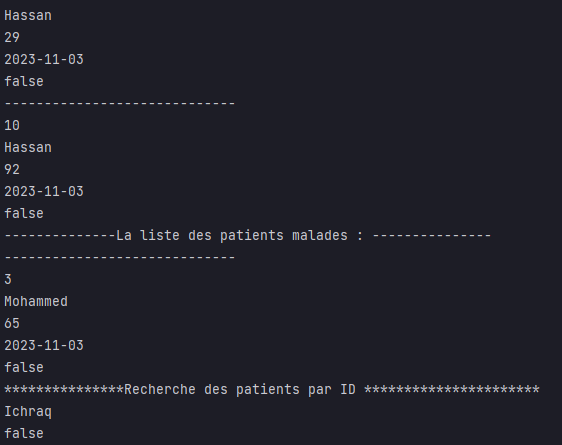 Hassan
29
2023-11-03
false
-----------------------------
10
Hassan
92
2023-11-03
false
--------------La liste des patients malades : ---------------
-----------------------------
3
Mohammed
65
2023-11-03
false
***************Recherche des patients par ID **********************
Ichraq
false